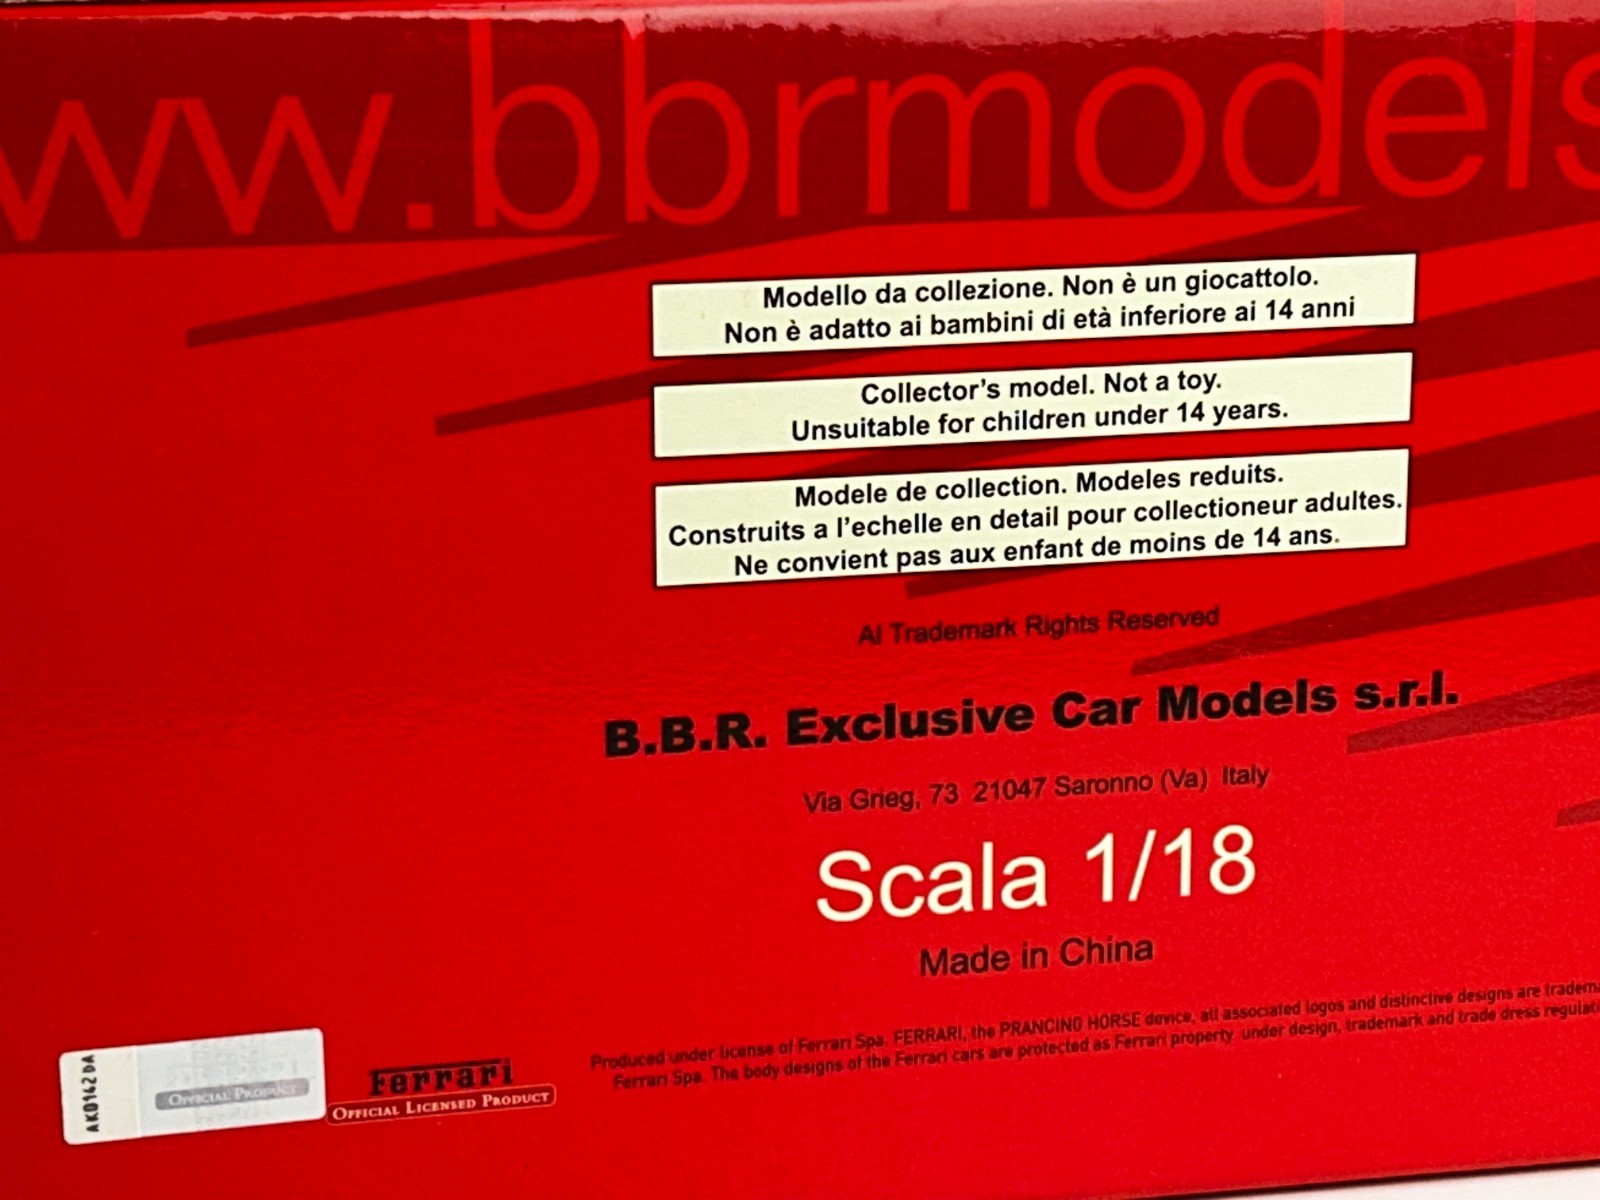 ww.bbrmodels
Modello da collezione. Non è un giocattolo.
Non è adatto ai bambini di età inferiore ai 14 anni
Collector's model. Not a toy.
Unsuitable for children under 14 years.
Modele de collection. Modeles reduits.
Construits a l'echelle en detail pour collectioneur adultes.
Ne convient pas aux enfant de moins de 14 ans.
Al Trademark Rights Reserved
B.B.R. Exclusive Car Models s.r.l.
Via Grieg, 73 21047 Saronno (Va) Italy
Scala 1/18
Made in China
Produced under license of Ferrari Spa. FERRARI, the PRANCING HORSE device, all associated logos and distinctive designs are tradema
Ferrari Spa. The body designs of the Ferrari cars are protected as Ferrari property under design, trademark and trade dress regulat
AK0142DA
OFFICIAL PRODUCT
Ferrari
OFFICIAL LICENSED PRODUCT